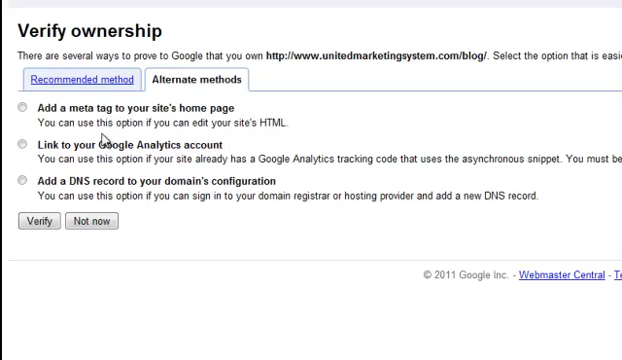 Verify ownership
There are several ways to prove to Google that you own http://www.unitedmarketingsystem.com/blog/. Select the option that is
Recommended method Alternate methods
Add a meta tag to your site's home page
You can use this option if you can edit your site's HTML.
Link to your Google Analytics account
You can use this option if your site already has a Google Analytics tracking code that uses the asynchronous snippet. You must be
Add a DNS record to your domain's configuration
You can use this option if you can sign in to your domain registrar or hosting provider and add a new DNS record.
Verify Not now
© 2011 Google Inc. - Webmaster Central -